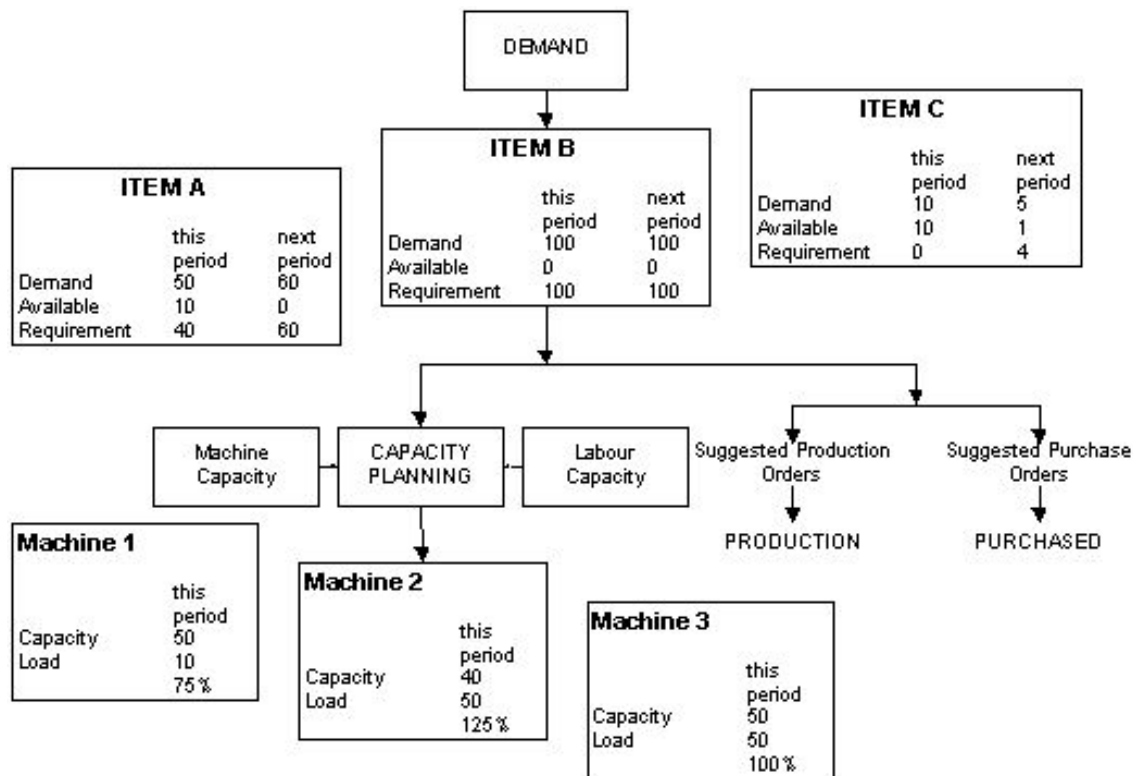 DEMAND
ITEM A
this next
period period
Demand 50 60
Available 10 0
Requirement 40 60
ITEM B
this next
period period
Demand 100 100
Available 0 0
Requirement 100 100
ITEM C
this next
period period
Demand 10 5
Available 10 1
Requirement 0 4
Machine
Capacity
CAPACITY
PLANNING
Labour
Capacity
Suggested Production
Orders
PRODUCTION
Suggested Purchase
Orders
PURCHASED
Machine 1
this
period
Capacity 50
Load 10
75%
Machine 2
this
period
Capacity 40
Load 50
125%
Machine 3
this
period
Capacity 50
Load 50
100%